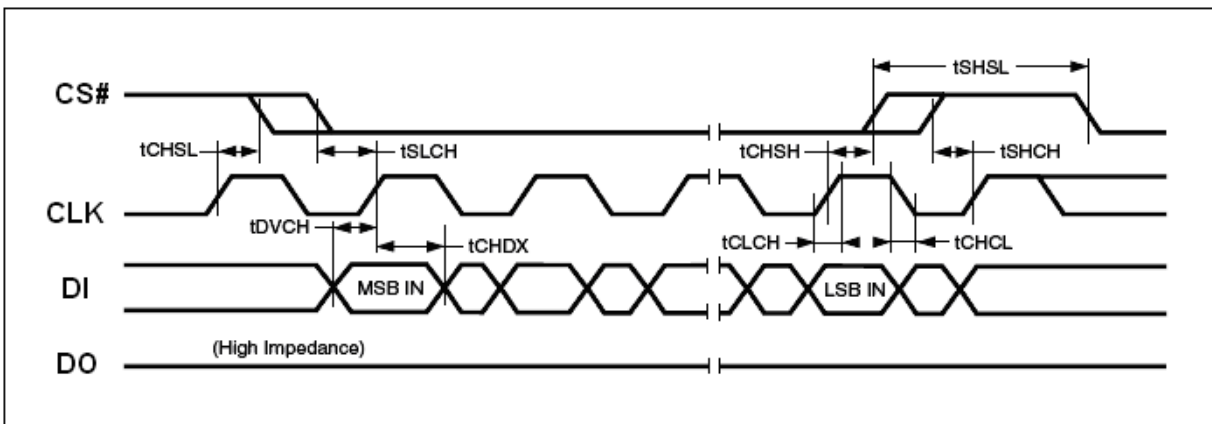 tSHSL
CS#
tCHSL
tSLCH
tCHSH
tSHCH
CLK
tDVCH
tCHDX
tCLCH
tCHCL
DI
MSB IN
LSB IN
(High Impedance)
DO